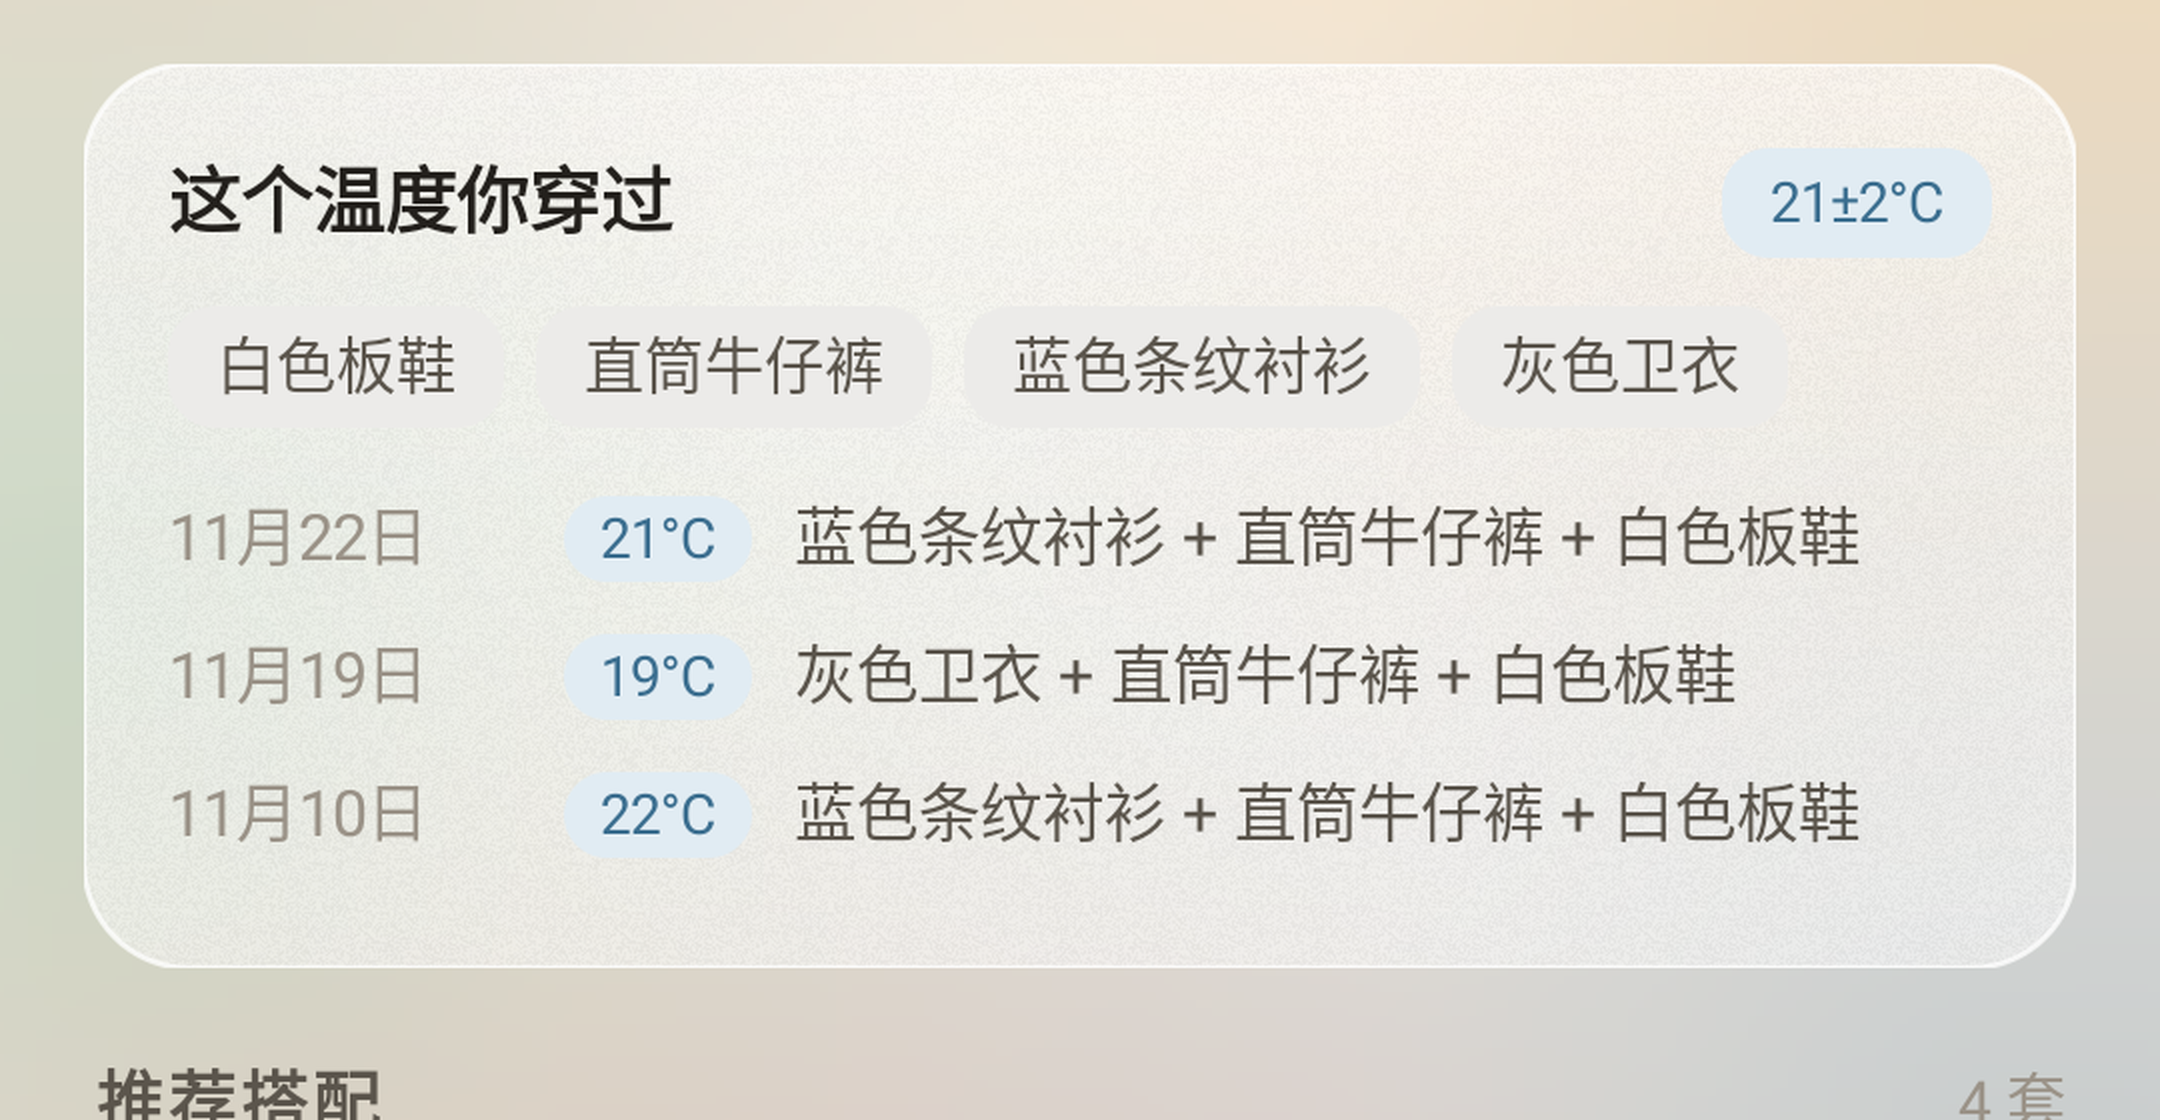 这个温度你穿过 21±2°C
白色板鞋 直筒牛仔裤 蓝色条纹衬衫 灰色卫衣
11月22日 21°C 蓝色条纹衬衫 + 直筒牛仔裤 + 白色板鞋
11月19日 19°C 灰色卫衣 + 直筒牛仔裤 + 白色板鞋
11月10日 22°C 蓝色条纹衬衫 + 直筒牛仔裤 + 白色板鞋
推荐搭配 4 套